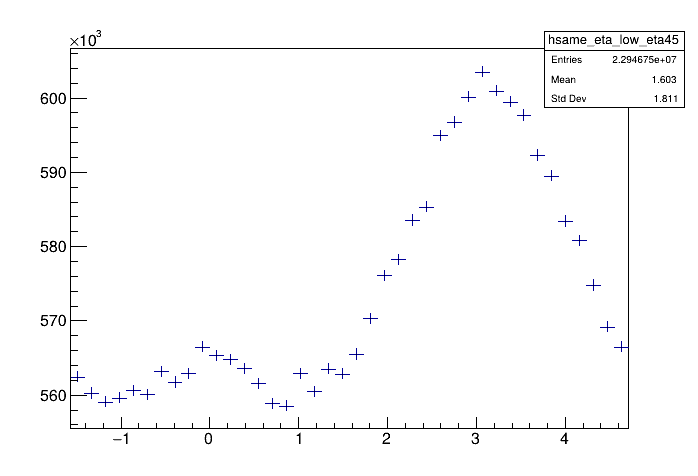 ×10³
hsame_eta_low_eta45
Entries 2.294675e+07
Mean 1.603
Std Dev 1.811
600
590
580
570
560
−1 0 1 2 3 4